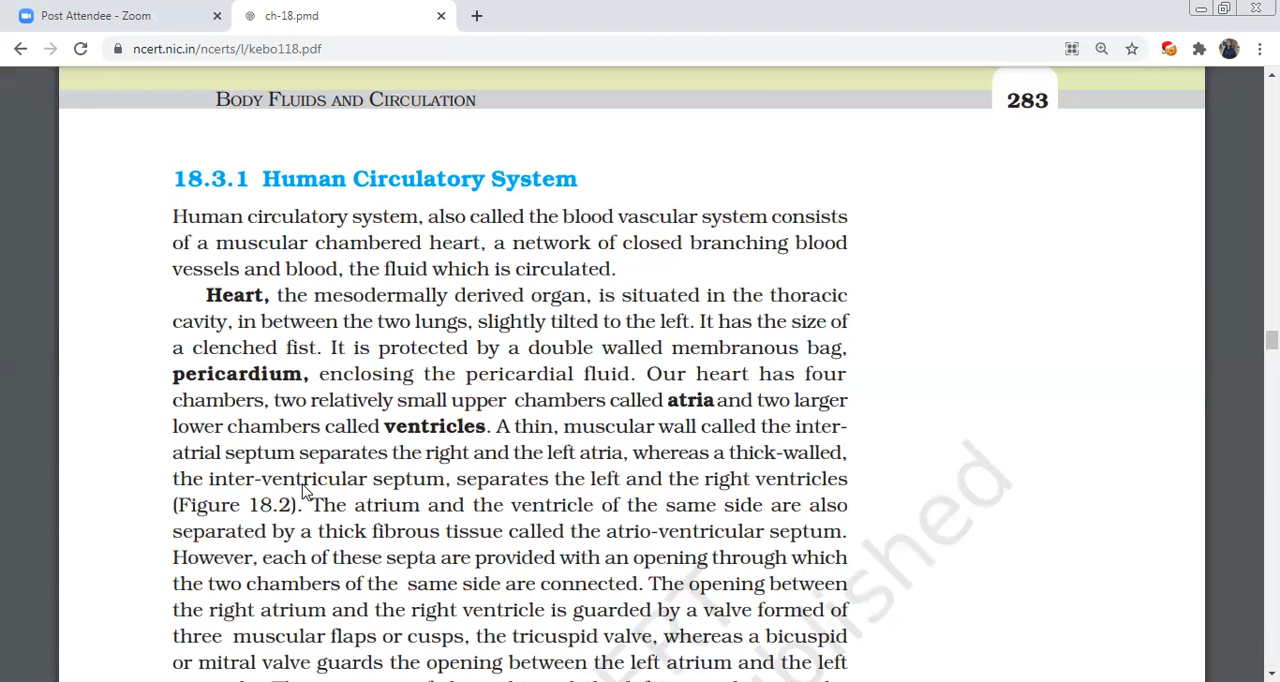 Post Attendee - Zoom
ch-18.pmd
ncert.nic.in/ncerts/l/kebo118.pdf
BODY FLUIDS AND CIRCULATION
283
18.3.1 Human Circulatory System
Human circulatory system, also called the blood vascular system consists
of a muscular chambered heart, a network of closed branching blood
vessels and blood, the fluid which is circulated.
Heart, the mesodermally derived organ, is situated in the thoracic
cavity, in between the two lungs, slightly tilted to the left. It has the size of
a clenched fist. It is protected by a double walled membranous bag,
pericardium, enclosing the pericardial fluid. Our heart has four
chambers, two relatively small upper chambers called atria and two larger
lower chambers called ventricles. A thin, muscular wall called the inter-
atrial septum separates the right and the left atria, whereas a thick-walled,
the inter-ventricular septum, separates the left and the right ventricles
(Figure 18.2). The atrium and the ventricle of the same side are also
separated by a thick fibrous tissue called the atrio-ventricular septum.
However, each of these septa are provided with an opening through which
the two chambers of the same side are connected. The opening between
the right atrium and the right ventricle is guarded by a valve formed of
three muscular flaps or cusps, the tricuspid valve, whereas a bicuspid
or mitral valve guards the opening between the left atrium and the left